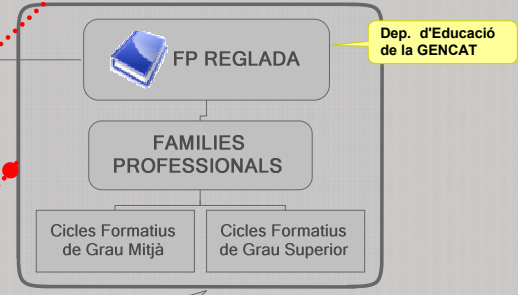 Dep. d'Educació
de la GENCAT
FP REGLADA
FAMILIES
PROFESSIONALS
Cicles Formatius
de Grau Mitjà
Cicles Formatius
de Grau Superior